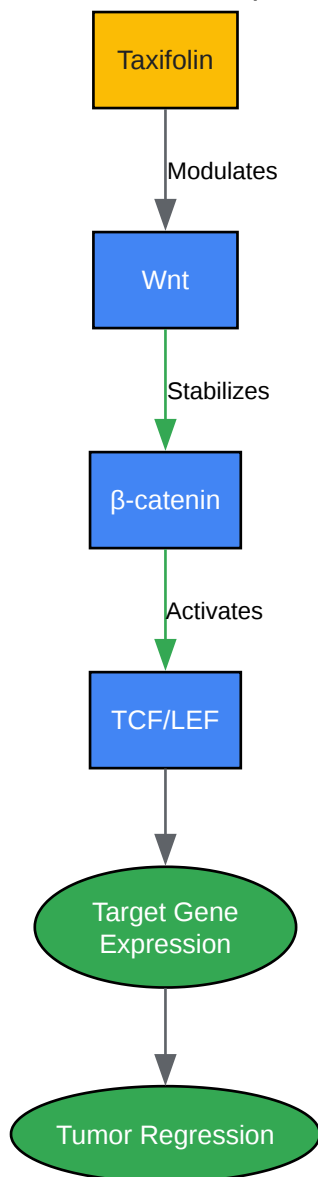 Taxifolin
Modulates
Wnt
Stabilizes
β-catenin
Activates
TCF/LEF
Target Gene
Expression
Tumor Regression